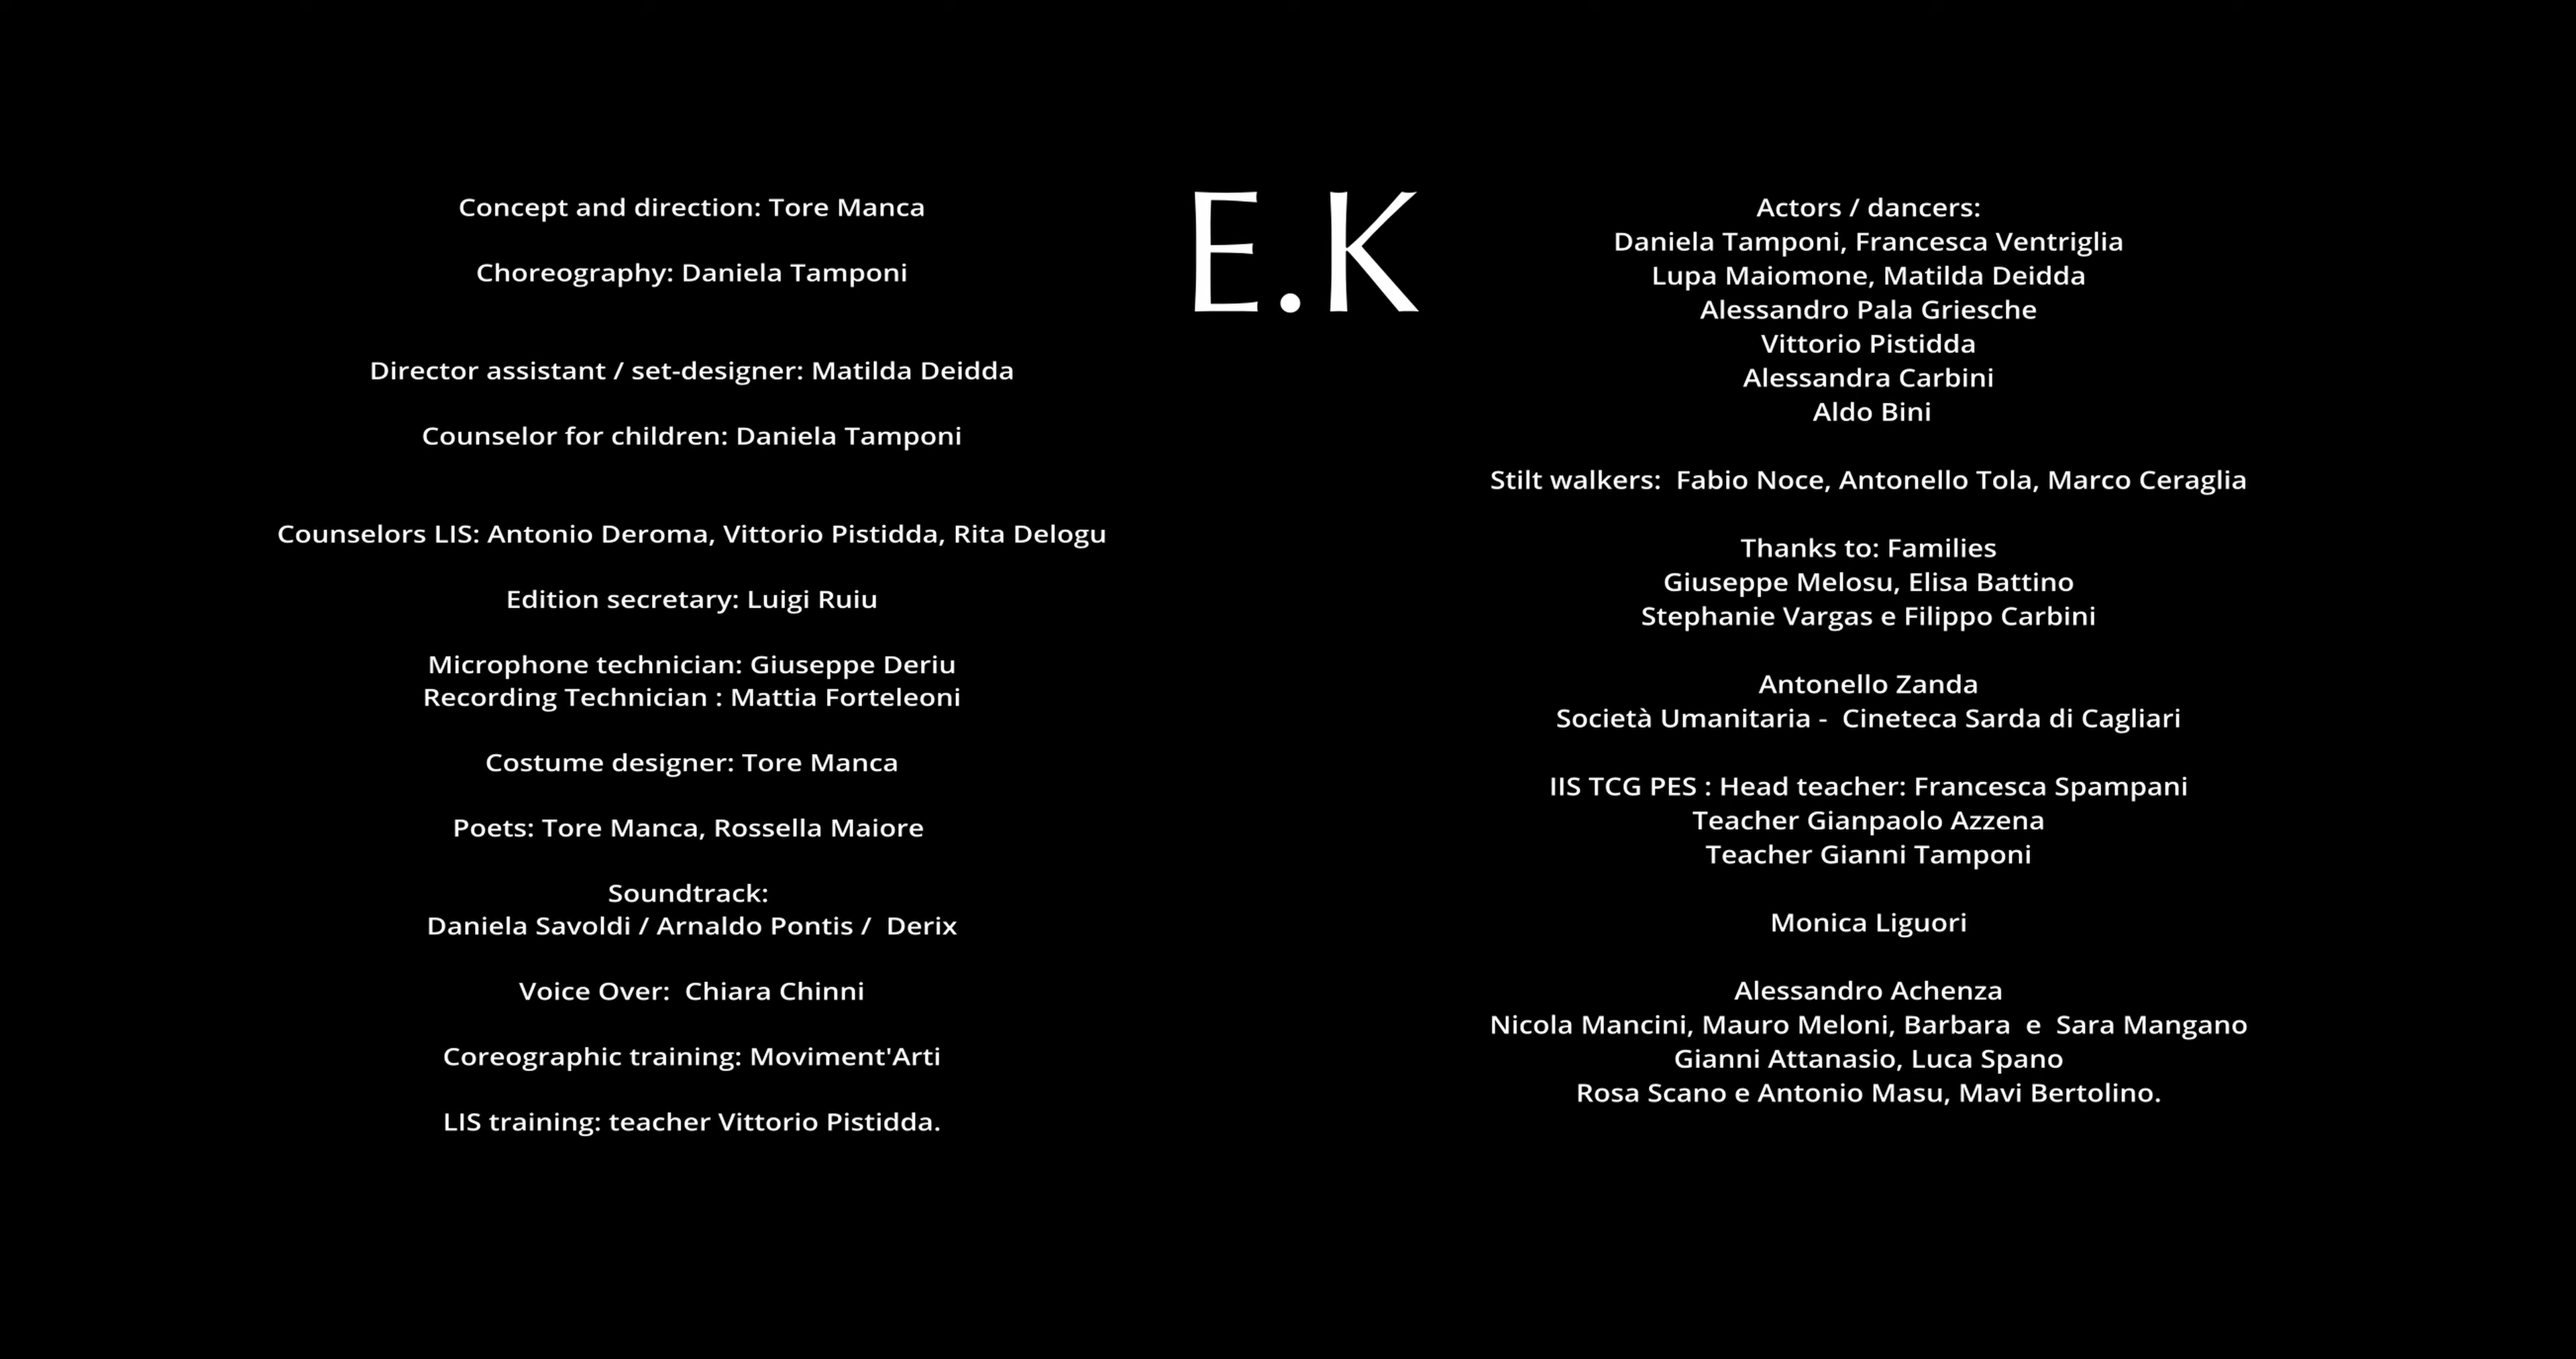 Concept and direction: Tore Manca
Choreography: Daniela Tamponi
Director assistant / set-designer: Matilda Deidda
Counselor for children: Daniela Tamponi
Counselors LIS: Antonio Deroma, Vittorio Pistidda, Rita Delogu
Edition secretary: Luigi Ruiu
Microphone technician: Giuseppe Deriu
Recording Technician : Mattia Forteleoni
Costume designer: Tore Manca
Poets: Tore Manca, Rossella Maiore
Soundtrack:
Daniela Savoldi / Arnaldo Pontis /  Derix
Voice Over:  Chiara Chinni
Coreographic training: Moviment'Arti
LIS training: teacher Vittorio Pistidda.
E.K
Actors / dancers:
Daniela Tamponi, Francesca Ventriglia
Lupa Maiomone, Matilda Deidda
Alessandro Pala Griesche
Vittorio Pistidda
Alessandra Carbini
Aldo Bini
Stilt walkers:  Fabio Noce, Antonello Tola, Marco Ceraglia
Thanks to: Families
Giuseppe Melosu, Elisa Battino
Stephanie Vargas e Filippo Carbini
Antonello Zanda
Società Umanitaria -  Cineteca Sarda di Cagliari
IIS TCG PES : Head teacher: Francesca Spampani
Teacher Gianpaolo Azzena
Teacher Gianni Tamponi
Monica Liguori
Alessandro Achenza
Nicola Mancini, Mauro Meloni, Barbara  e  Sara Mangano
Gianni Attanasio, Luca Spano
Rosa Scano e Antonio Masu, Mavi Bertolino.